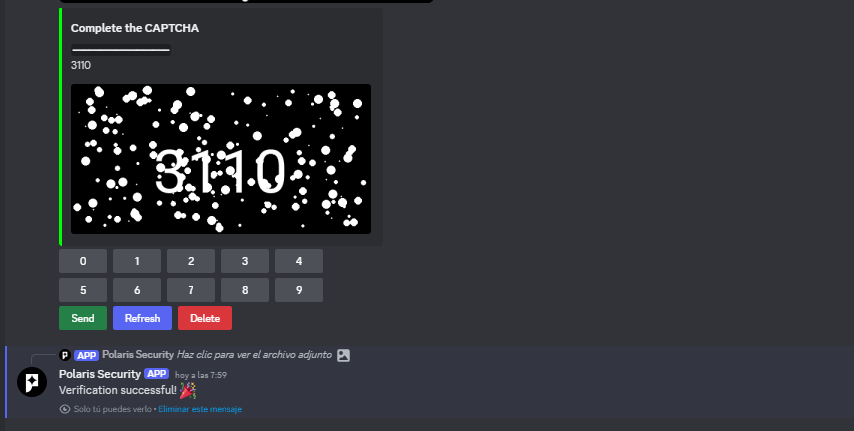 Complete the CAPTCHA
3110
3110
0 1 2 3 4
5 6 7 8 9
Send Refresh Delete
APP Polaris Security Haz clic para ver el archivo adjunto
Polaris Security APP hoy a las 7:59
Verification successful! 🎉
Solo tú puedes verlo • Eliminar este mensaje